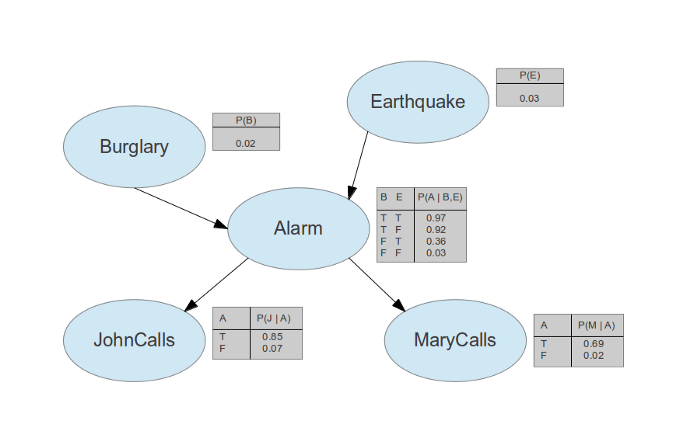 P(E)
0.03
Earthquake
P(B)
0.02
Burglary
B E P(A | B,E)
T T 0.97
T F 0.92
F T 0.36
F F 0.03
Alarm
A P(J | A)
T 0.85
F 0.07
JohnCalls
A P(M | A)
T 0.69
F 0.02
MaryCalls